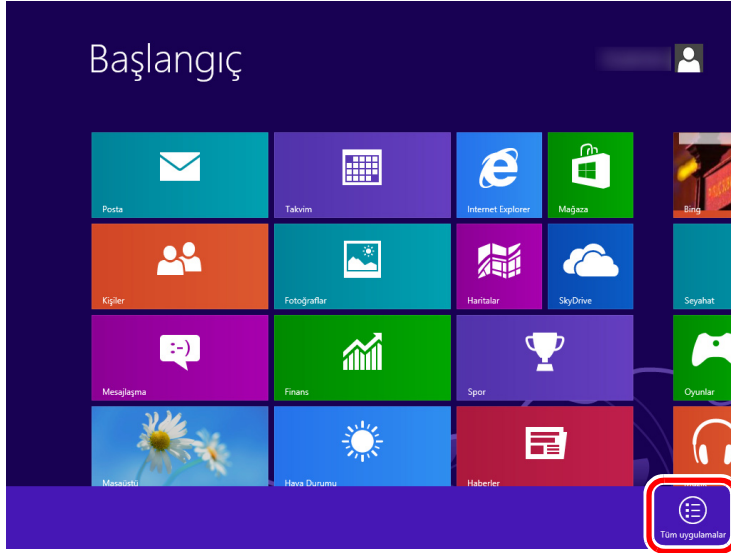 Başlangıç
Posta
Takvim
Internet Explorer
Mağaza
Bing
Kişiler
Fotoğraflar
Haritalar
SkyDrive
Seyahat
Mesajlaşma
:-)
Finans
Spor
Oyunlar
Masaüstü
Hava Durumu
Haberler
Müzik
Tüm uygulamalar